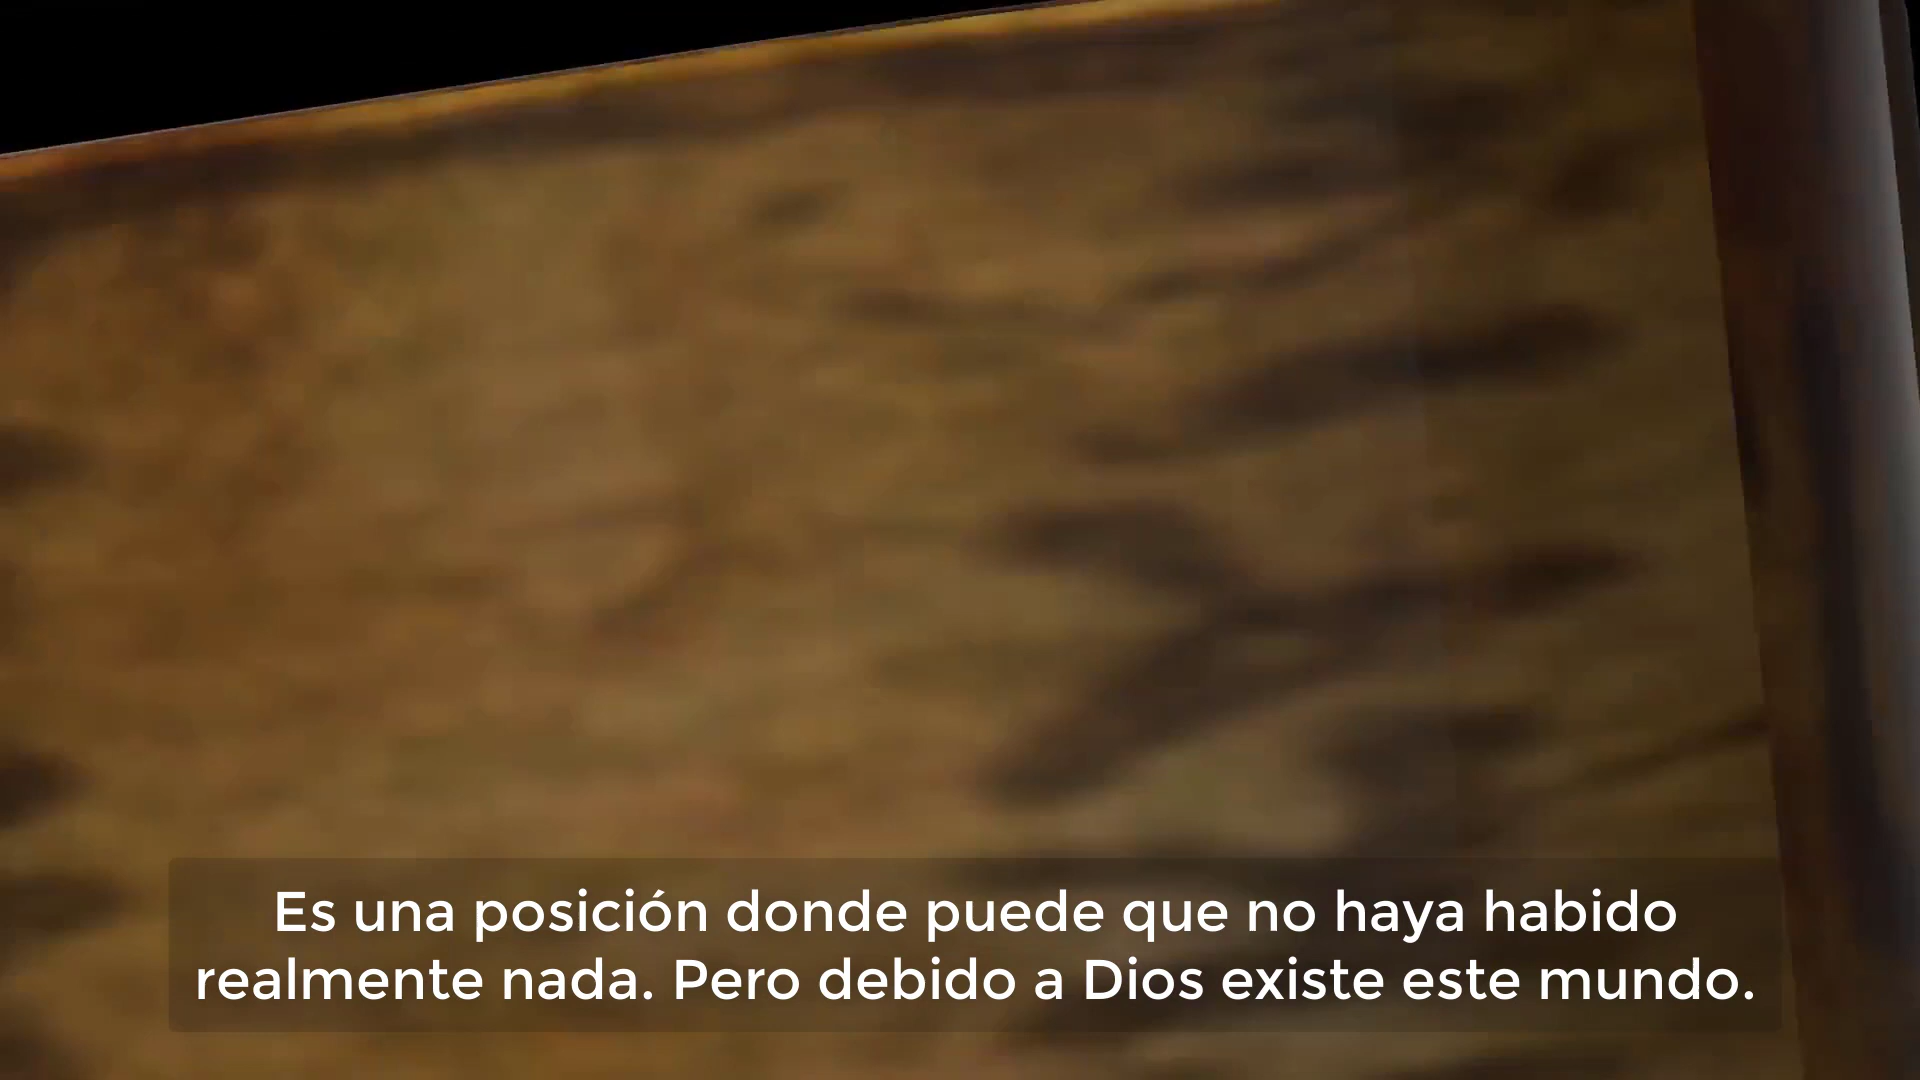 Es una posición donde puede que no haya habido
realmente nada. Pero debido a Dios existe este mundo.